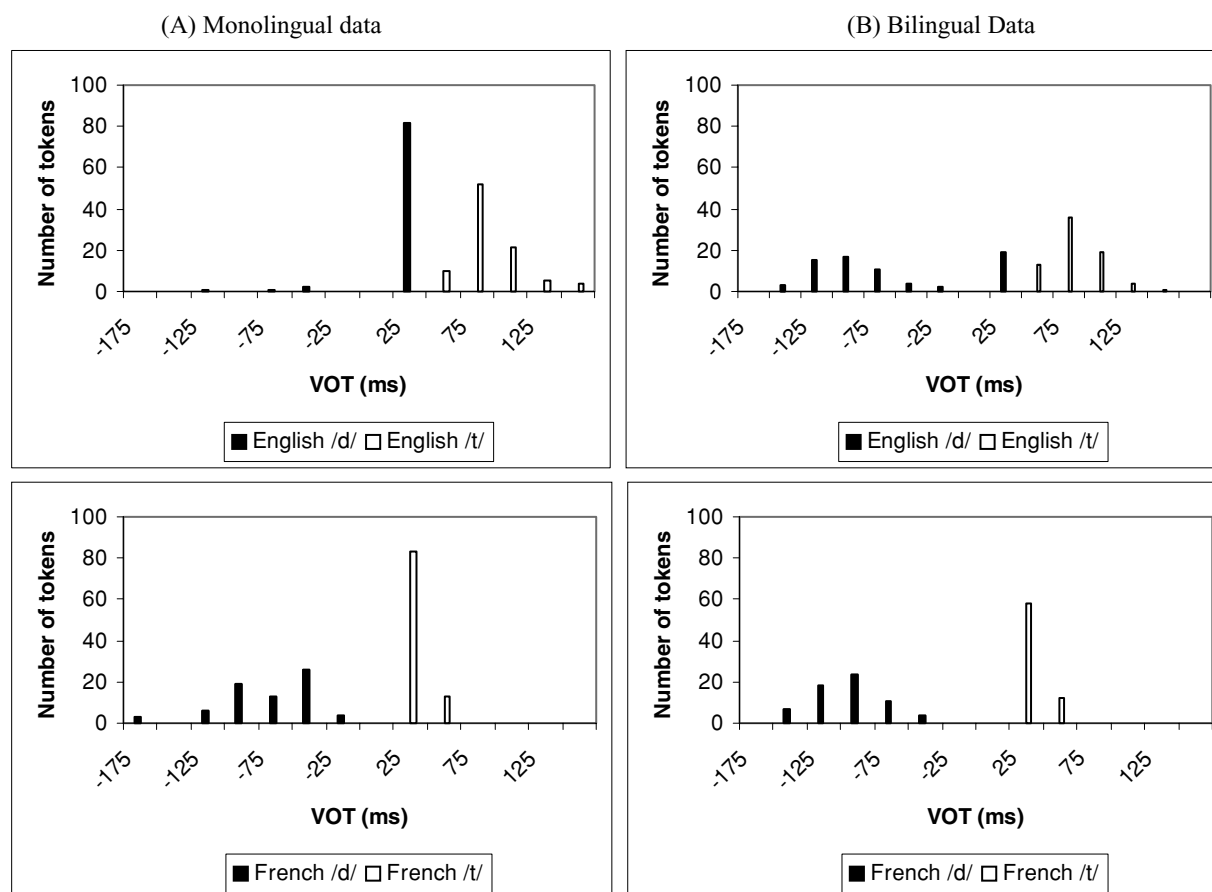 (A) Monolingual data
(B) Bilingual Data
Number of tokens
100
80
60
40
20
0
-175 -125 -75 -25 25 75 125
VOT (ms)
English /d/ English /t/
Number of tokens
100
80
60
40
20
0
-175 -125 -75 -25 25 75 125
VOT (ms)
English /d/ English /t/
Number of tokens
100
80
60
40
20
0
-175 -125 -75 -25 25 75 125
VOT (ms)
French /d/ French /t/
Number of tokens
100
80
60
40
20
0
-175 -125 -75 -25 25 75 125
VOT (ms)
French /d/ French /t/